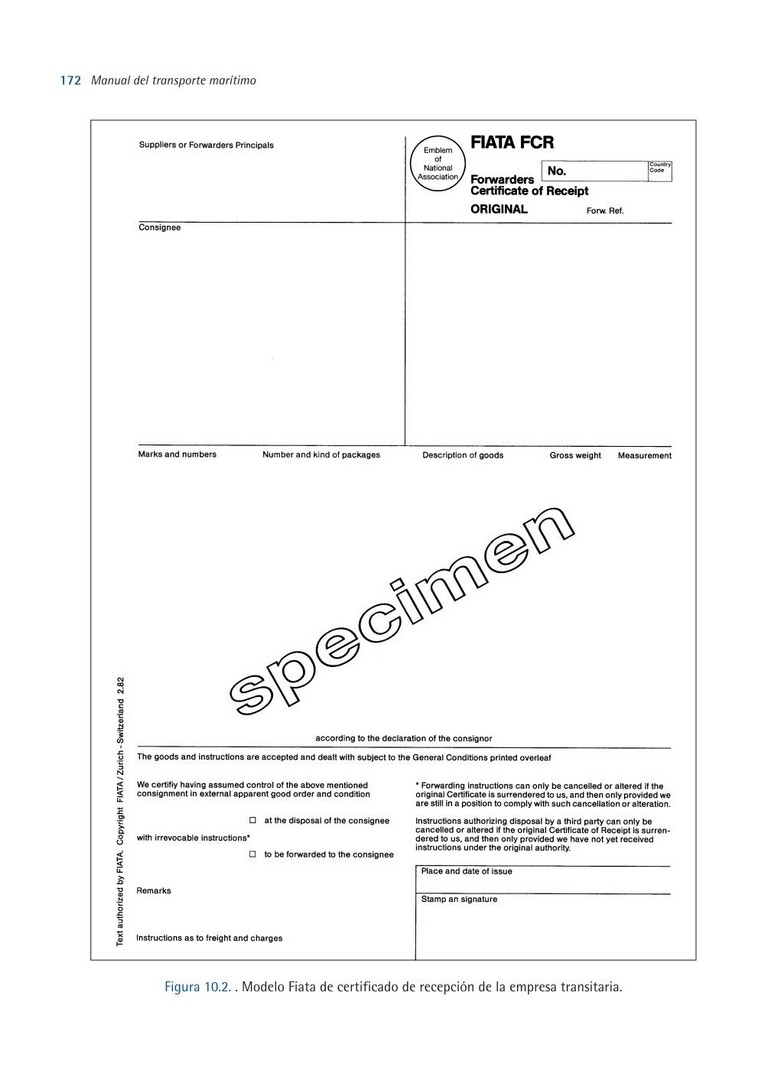 172 Manual del transporte marítimo
Suppliers or Forwarders Principals
Emblem
of
National
Association
FIATA FCR
No.
Country
Code
Forwarders
Certificate of Receipt
ORIGINAL
Forw. Ref.
Consignee
Marks and numbers
Number and kind of packages
Description of goods
Gross weight
Measurement
specimen
according to the declaration of the consignor
The goods and instructions are accepted and dealt with subject to the General Conditions printed overleaf
We certifiy having assumed control of the above mentioned
consignment in external apparent good order and condition
at the disposal of the consignee
with irrevocable instructions*
to be forwarded to the consignee
Remarks
Instructions as to freight and charges
* Forwarding instructions can only be cancelled or altered if the
original Certificate is surrendered to us, and then only provided we
are still in a position to comply with such cancellation or alteration.
Instructions authorizing disposal by a third party can only be
cancelled or altered if the original Certificate of Receipt is surren-
dered to us, and then only provided we have not yet received
instructions under the original authority.
Place and date of issue
Stamp an signature
Text authorized by FIATA. Copyright FIATA / Zurich - Switzerland 2.82
Figura 10.2. . Modelo Fiata de certificado de recepción de la empresa transitaria.